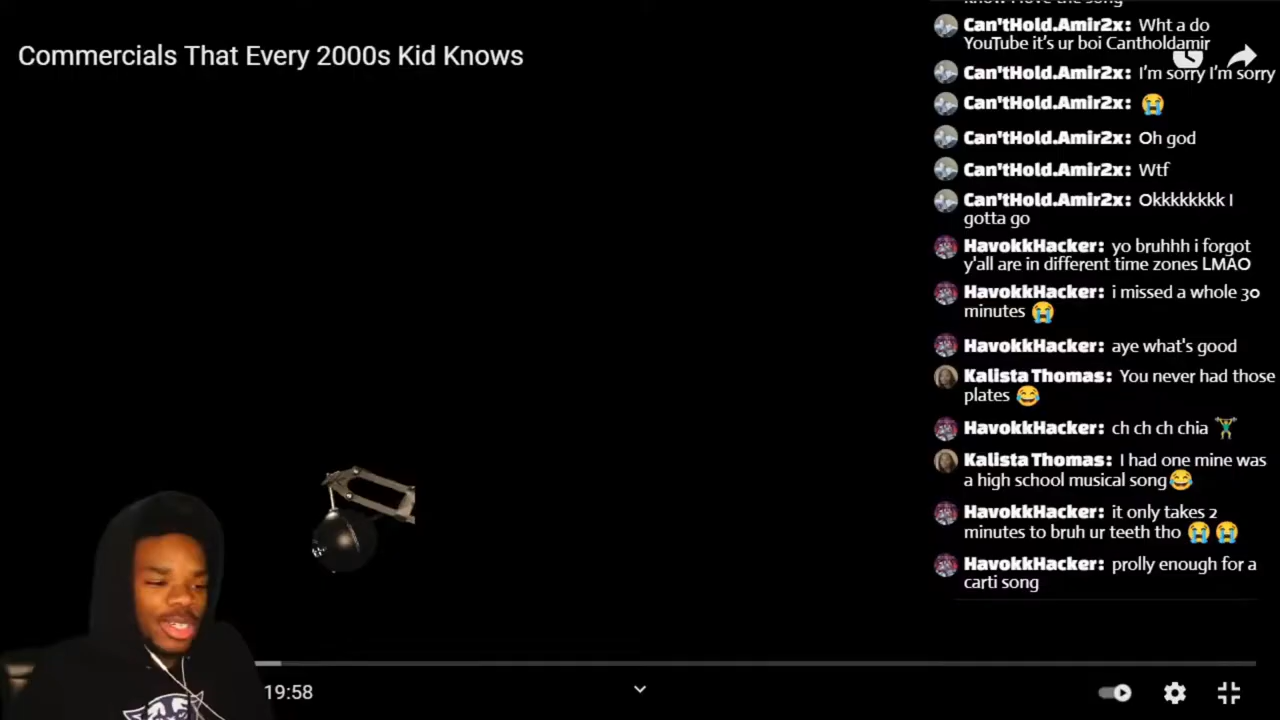 know I love the song
Commercials That Every 2000s Kid Knows
Can'tHold.Amir2x: Wht a do
YouTube it's ur boi Cantholdamir
Can'tHold.Amir2x: I'm sorry I'm sorry
Can'tHold.Amir2x: 😭
Can'tHold.Amir2x: Oh god
Can'tHold.Amir2x: Wtf
Can'tHold.Amir2x: Okkkkkkkk I
gotta go
HavokkHacker: yo bruhhh i forgot
y'all are in different time zones LMAO
HavokkHacker: i missed a whole 30
minutes 😭
HavokkHacker: aye what's good
Kalista Thomas: You never had those
plates 😂
HavokkHacker: ch ch ch chia 🏋️‍♂️
Kalista Thomas: I had one mine was
a high school musical song😂
HavokkHacker: it only takes 2
minutes to bruh ur teeth tho 😭 😭
HavokkHacker: prolly enough for a
carti song
19:58